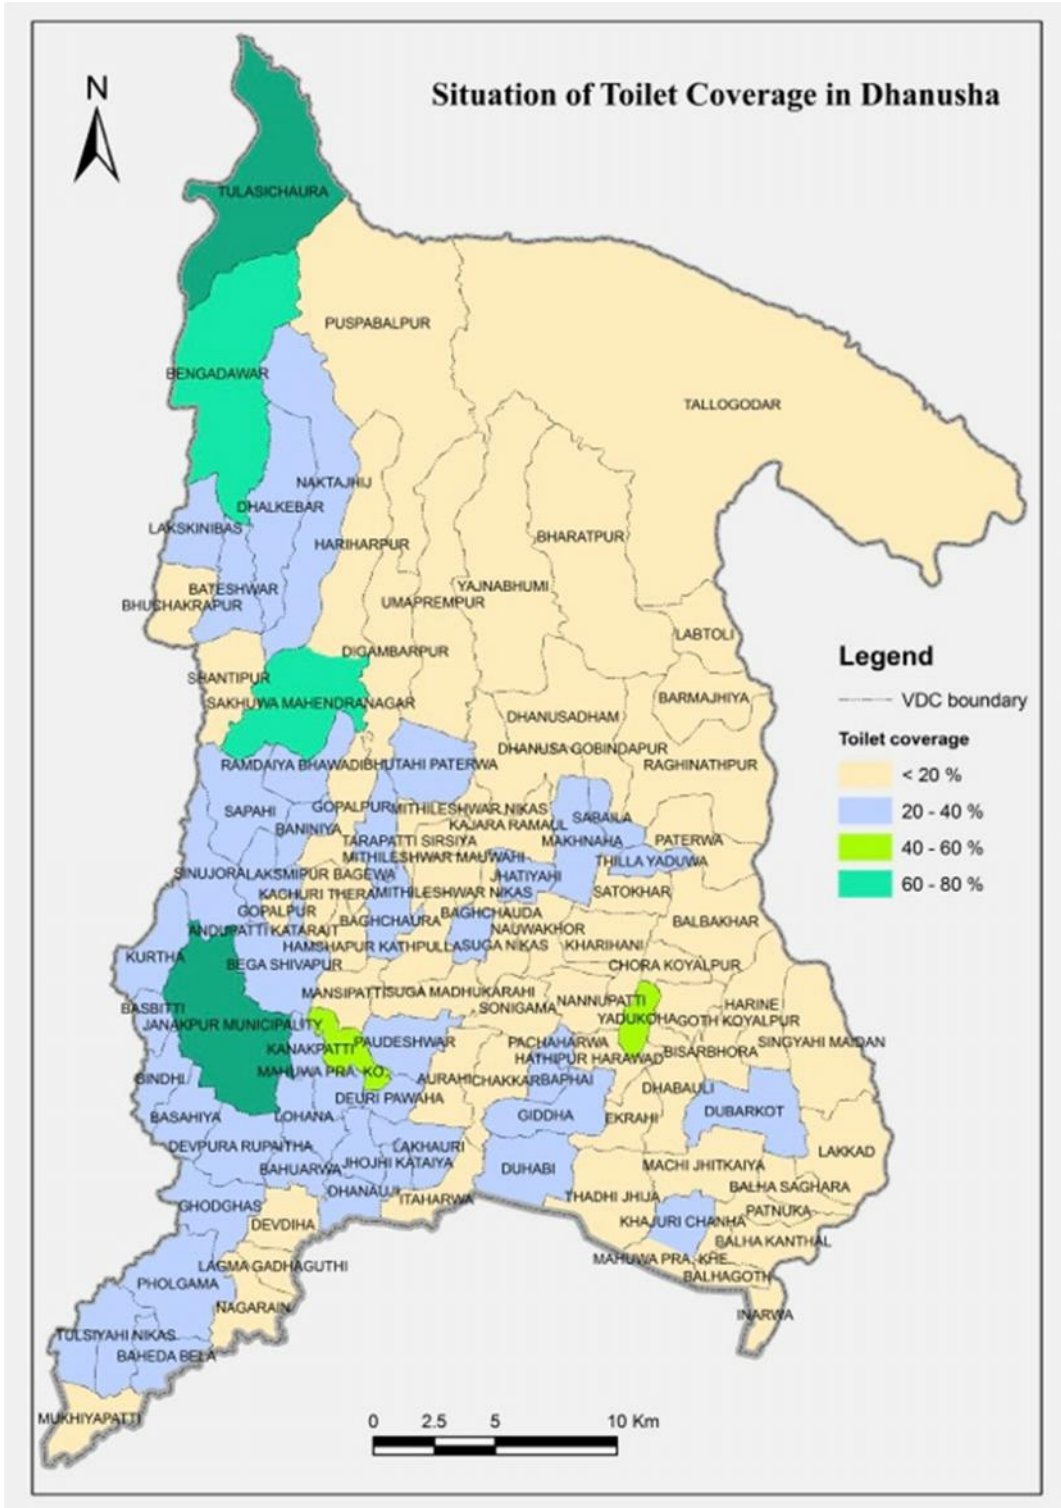 Situation of Toilet Coverage in Dhanusha
N
TULASICHAURA
PUSPABALPUR
BENGADAWAR
TALLOGODAR
NAKTAJHIJ
DHALKEBAR
LAKSKINIBAS
BHARATPUR
HARIHARPUR
YAJNABHUMI
BATESHWAR
UMAPREMPUR
BHUCHAKRAPUR
LABTOLI
DIGAMBARPUR
SHANTIPUR
BARMAJHIYA
SAKHUWA MAHENDRANAGAR
DHANUSADHAM
DHANUSA GOBINDAPUR
RAMDAIYA BHAWADI
BHUTAHI PATERWA
RAGHINATHPUR
SAPAHI
GOPALPUR
MITHILESHWAR NIKAS
SABAILA
KAJARA RAMAUL
BANINIYA
TARAPATTI SIRSIYA
MAKHNAHA
PATERWA
MITHILESHWAR MAUWAHI
THILLA YADUWA
SINUJORA
LAKSMIPUR BAGEWA
JHATIYAHI
KACHURI THERA
MITHILESHWAR NIKAS
SATOKHAR
GOPALPUR
BAGHCHAURA
BAGHCHAUDA
BALBAKHAR
ANDUPATTI KATARAIT
NAUWAKHOR
HAMSHAPUR KATHPULLA
SUGA NIKAS
KHARIHANI
KURTHA
BEGA SHIVAPUR
CHORA KOYALPUR
MANSIPATTI
SUGA MADHUKARAHI
NANNUPATTI
HARINE
BASBITTI
SONIGAMA
YADUKOHA
GOTH KOYALPUR
JANAKPUR MUNICIPALITY
KANAKPATTI
PAUDESHWAR
PACHAHARWA
SINGYAHI MAIDAN
HATHIPUR HARAWAD
BISARBHORA
MAHUWA PRA. KO.
BINDHI
AURAHI
CHAKKAR
BAPHAI
DHABAULI
DEURI PAWAHA
BASAHIYA
LOHANA
GIDDHA
EKRAHI
DUBARKOT
DEVPURA RUPAITHA
LAKHAURI
LAKKAD
BAHUARWA
JHOJHI KATAIYA
DUHABI
MACHI JHITKAIYA
DHANAUJI
ITAHARWA
THADHI JHIJA
BALHA SAGHARA
GHODGHAS
PATNUKA
DEVDIHA
KHAJURI CHANHA
BALHA KANTHAL
LAGMA GADHAGUTHI
MAHUWA PRA. KHE.
PHOLGAMA
BALHAGOTH
NAGARAIN
INARWA
TULSIYAHI NIKAS
BAHEDA BELA
MUKHIYAPATTI
Legend
VDC boundary
Toilet coverage
< 20 %
20 - 40 %
40 - 60 %
60 - 80 %
0 2.5 5 10 Km